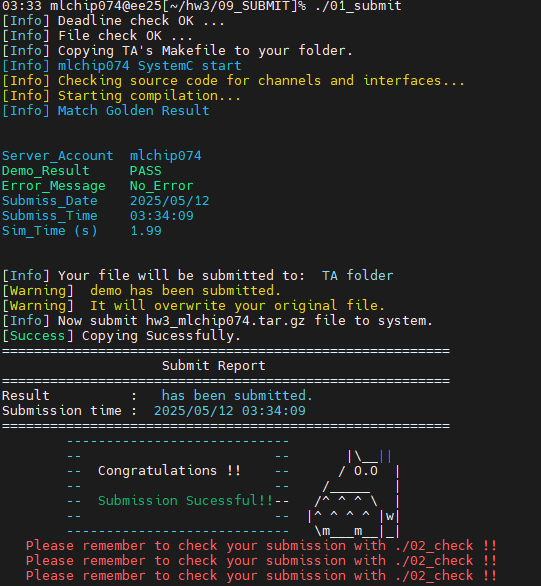 03:33 mlchip074@ee25[~/hw3/09_SUBMIT]% ./01_submit
[Info] Deadline check OK ...
[Info] File check OK ...
[Info] Copying TA's Makefile to your folder.
[Info] mlchip074 SystemC start
[Info] Checking source code for channels and interfaces...
[Info] Starting compilation...
[Info] Match Golden Result
Server_Account  mlchip074
Demo_Result     PASS
Error_Message   No_Error
Submiss_Date    2025/05/12
Submiss_Time    03:34:09
Sim_Time (s)    1.99
[Info] Your file will be submitted to:  TA folder
[Warning]  demo has been submitted.
[Warning]  It will overwrite your original file.
[Info] Now submit hw3_mlchip074.tar.gz file to system.
[Success] Copying Sucessfully.
============================================================
Submit Report
============================================================
Result          :   has been submitted.
Submission time :  2025/05/12 03:34:09
============================================================
        ----------------------------
        --                        --       |\__||
        --  Congratulations !!    --      / O.O  |
        --                        --    /_____   |
        --  Submission Sucessful!!--   /^ ^ ^ \  |
        --                        --  |^ ^ ^ ^ |w|
        ----------------------------   \m___m__|_|
Please remember to check your submission with ./02_check !!
Please remember to check your submission with ./02_check !!
Please remember to check your submission with ./02_check !!